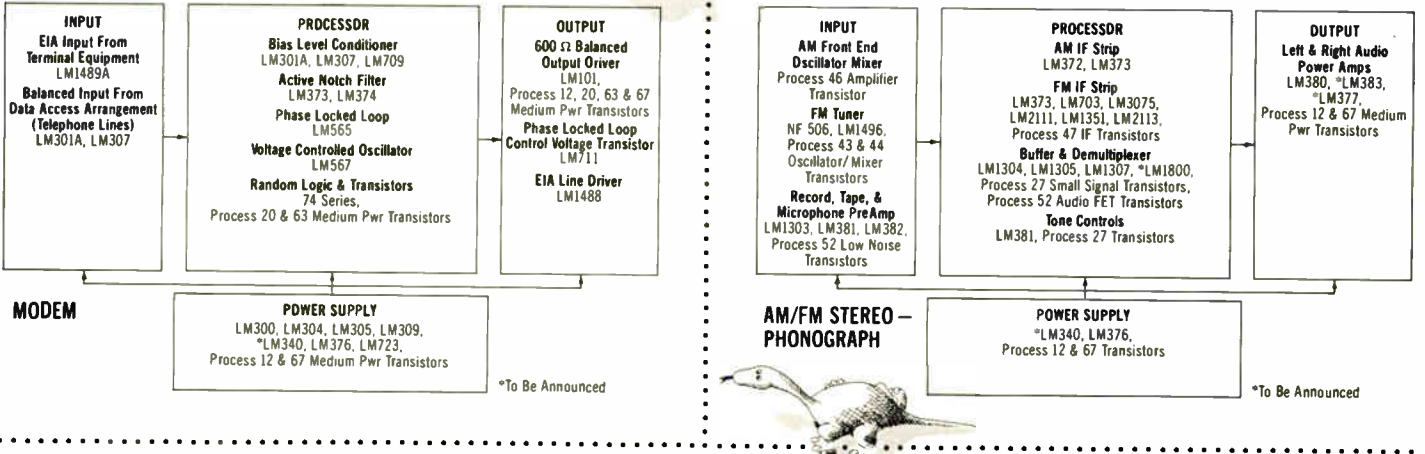 INPUT
EIA Input From
Terminal Equipment
LM1489A
Balanced Input From
Data Access Arrangement
(Telephone Lines)
LM301A, LM307
PROCESSOR
Bias Level Conditioner
LM301A, LM307, LM709
Active Notch Filter
LM373, LM374
Phase Locked Loop
LM565
Voltage Controlled Oscillator
LM567
Random Logic & Transistors
74 Series,
Process 20 & 63 Medium Pwr Transistors
OUTPUT
600 Ω Balanced
Output Driver
LM101,
Process 12, 20, 63 & 67
Medium Pwr Transistors
Phase Locked Loop
Control Voltage Transistor
LM711
EIA Line Driver
LM1488
MODEM
POWER SUPPLY
LM300, LM304, LM305, LM309,
*LM340, LM376, LM723,
Process 12 & 67 Medium Pwr Transistors
*To Be Announced
INPUT
AM Front End
Oscillator Mixer
Process 46 Amplifier
Transistor
FM Tuner
NF 506, LM1496,
Process 43 & 44
Oscillator/Mixer
Transistors
Record, Tape, &
Microphone PreAmp
LM1303, LM381, LM382,
Process 52 Low Noise
Transistors
PROCESSOR
AM IF Strip
LM372, LM373
FM IF Strip
LM373, LM703, LM3075,
LM2111, LM1351, LM2113,
Process 47 IF Transistors
Buffer & Demultiplexer
LM1304, LM1305, LM1307, *LM1800,
Process 27 Small Signal Transistors,
Process 52 Audio FET Transistors
Tone Controls
LM381, Process 27 Transistors
OUTPUT
Left & Right Audio
Power Amps
LM380, *LM383,
*LM377,
Process 12 & 67 Medium
Pwr Transistors
AM/FM STEREO –
PHONOGRAPH
POWER SUPPLY
*LM340, LM376,
Process 12 & 67 Transistors
*To Be Announced